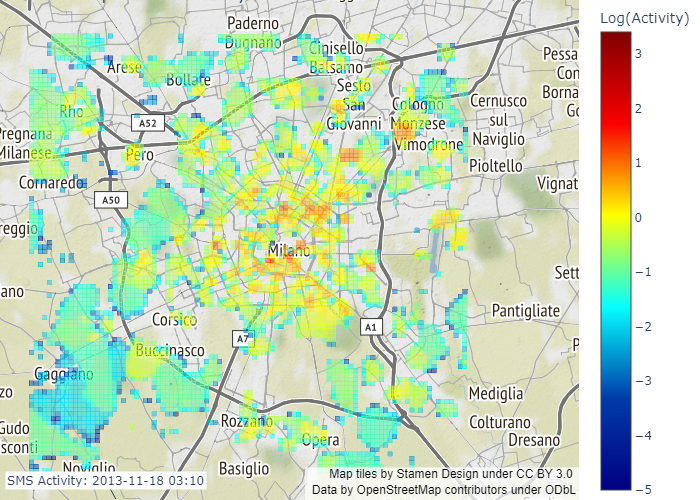 Log(Activity)
3
2
1
0
−1
−2
−3
−4
−5
Paderno
Dugnano
Cinisello
Balsamo
Arese
Bollate
Sesto
San
Giovanni
Cologno
Monzese
Vimodrone
Cernusco
sul
Naviglio
Pioltello
Pessa
Con
Borna
Go
Rho
A52
Pregnana
Milanese
Pero
Cornaredo
A50
Vignat
reggio
Milano
Sett
ano
Corsico
A7
A1
Pantigliate
P
Buccinasco
Gaggiano
zzo
Mediglia
Gudo
sconti
Rozzano
Opera
Colturano
Dresano
Noviglio
Basiglio
SMS Activity: 2013-11-18 03:10
Map tiles by Stamen Design under CC BY 3.0
Data by OpenStreetMap contributors under ODbL